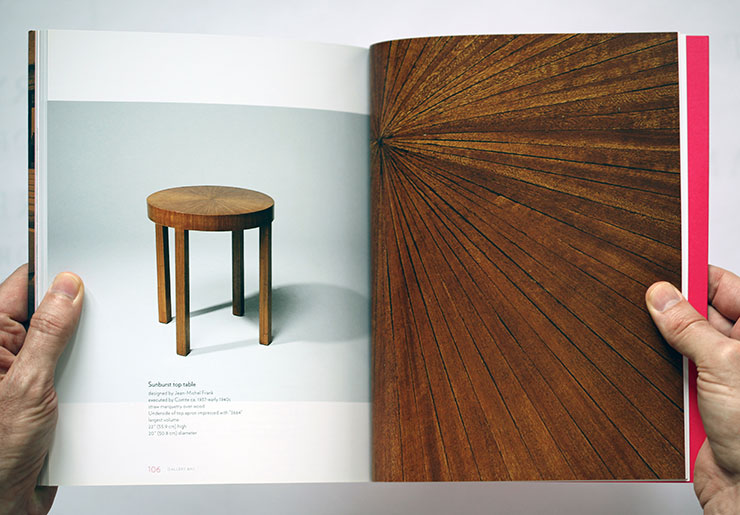 Sunburst top table
designed by Jean-Michel Frank
executed by Comte ca. 1937-early 1940s
straw marquetry over wood
Underside of top apron impressed with "3664"
largest volume
22" (55.9 cm) high
20" (50.8 cm) diameter
106